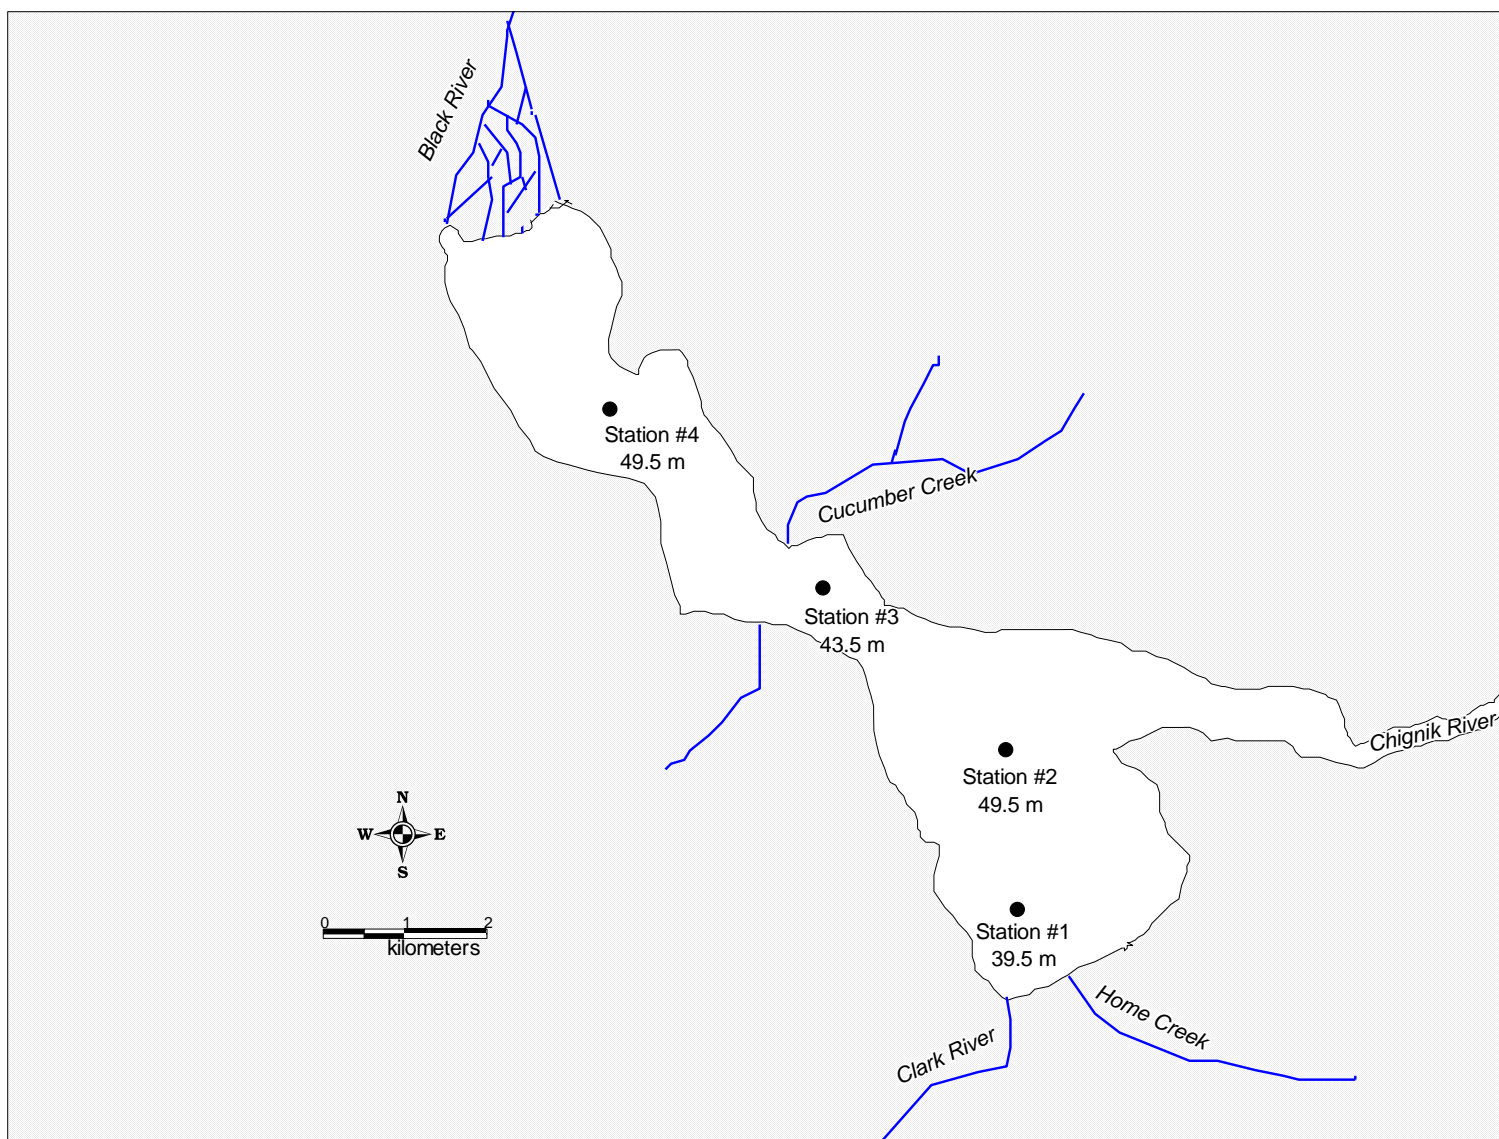 Black River
Station #4
49.5 m
Cucumber Creek
Station #3
43.5 m
Chignik River
Station #2
49.5 m
N
W E
S
0 1 2
kilometers
Station #1
39.5 m
Home Creek
Clark River